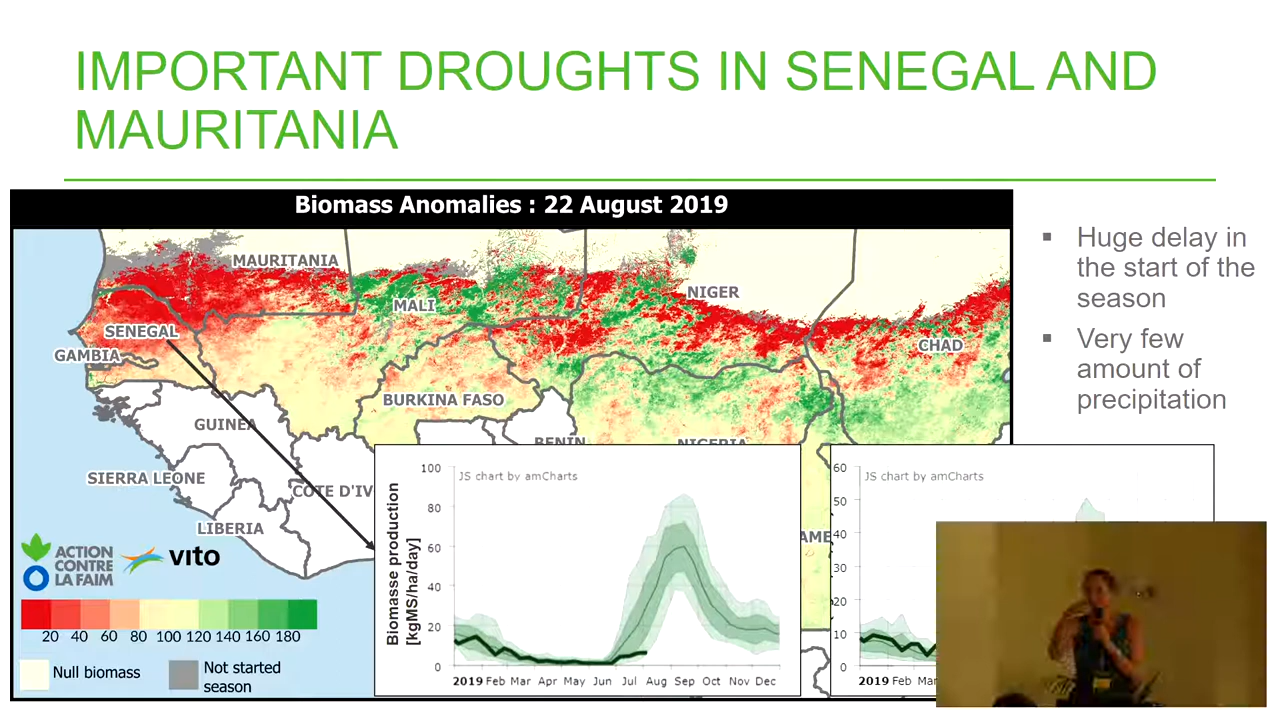 IMPORTANT DROUGHTS IN SENEGAL AND
MAURITANIA
Biomass Anomalies : 22 August 2019
Huge delay in
the start of the
season
Very few
amount of
precipitation
MAURITANIA
MALI
NIGER
CHAD
SENEGAL
GAMBIA
BURKINA FASO
GUINEA
BENIN
NIGERIA
SIERRA LEONE
CÔTE D'IV
LIBERIA
AME
ACTION
CONTRE
LA FAIM
vito
20 40 60 80 100 120 140 160 180
Null biomass
Not started
season
Biomasse production
[kgMS/ha/day]
JS chart by amCharts
100
80
60
40
20
0
2019 Feb Mar Apr May Jun Jul Aug Sep Oct Nov Dec
JS chart by amCharts
60
50
40
30
20
10
0
2019 Feb Mar